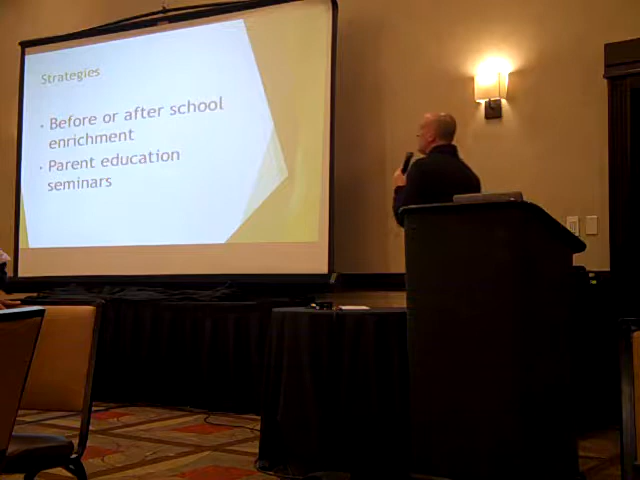 Strategies
• Before or after school
enrichment
• Parent education
seminars